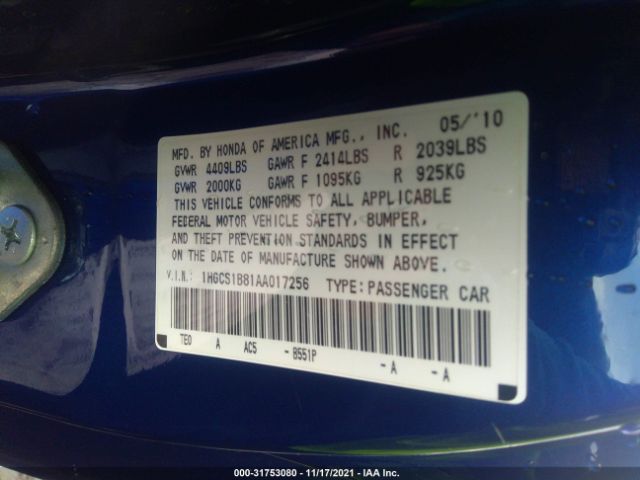 MFD. BY HONDA OF AMERICA MFG., INC. 05/'10
GVWR 4409LBS GAWR F 2414LBS R 2039LBS
GVWR 2000KG GAWR F 1095KG R 925KG
THIS VEHICLE CONFORMS TO ALL APPLICABLE
FEDERAL MOTOR VEHICLE SAFETY, BUMPER,
AND THEFT PREVENTION STANDARDS IN EFFECT
ON THE DATE OF MANUFACTURE SHOWN ABOVE.
V.I.N.: 1HGCS1B81AA017256 TYPE: PASSENGER CAR
TE0 A AC5 - B551P - A - A
000-31753080 - 11/17/2021 - IAA Inc.